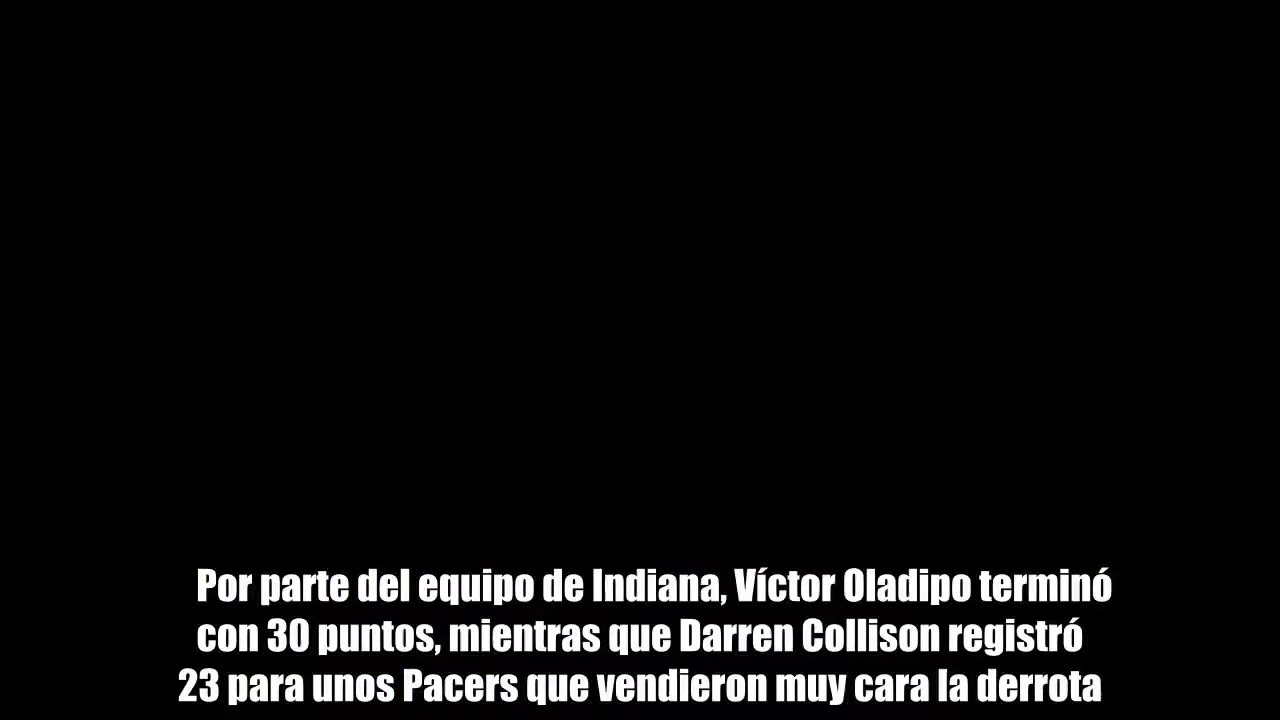 Por parte del equipo de Indiana, Víctor Oladipo terminó
con 30 puntos, mientras que Darren Collison registró
23 para unos Pacers que vendieron muy cara la derrota